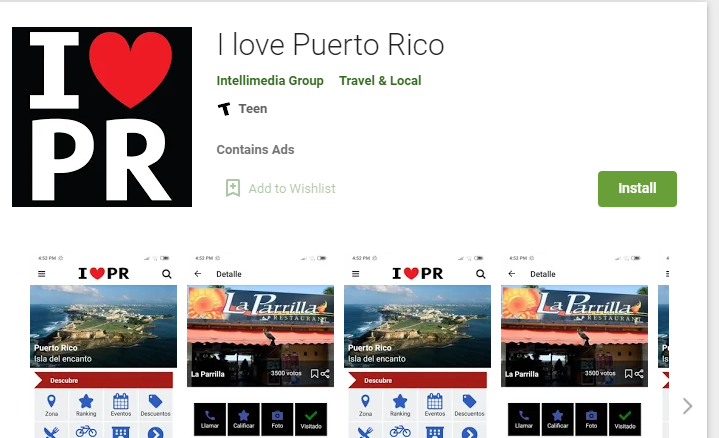 I
PR
I love Puerto Rico
Intellimedia Group Travel & Local
T Teen
Contains Ads
Add to Wishlist
Install
4:52 PM
I PR
Puerto Rico
Isla del encanto
Descubre
Zona Ranking Eventos Descuentos
4:52 PM
Detalle
La Parrilla
RESTAURANT
La Parrilla 3500 votos
Llamar Calificar Foto Visitado
4:52 PM
I PR
Puerto Rico
Isla del encanto
Descubre
Zona Ranking Eventos Descuentos
4:52 PM
Detalle
La Parrilla
RESTAURANT
La Parrilla 3500 votos
Llamar Calificar Foto Visitado
4:52